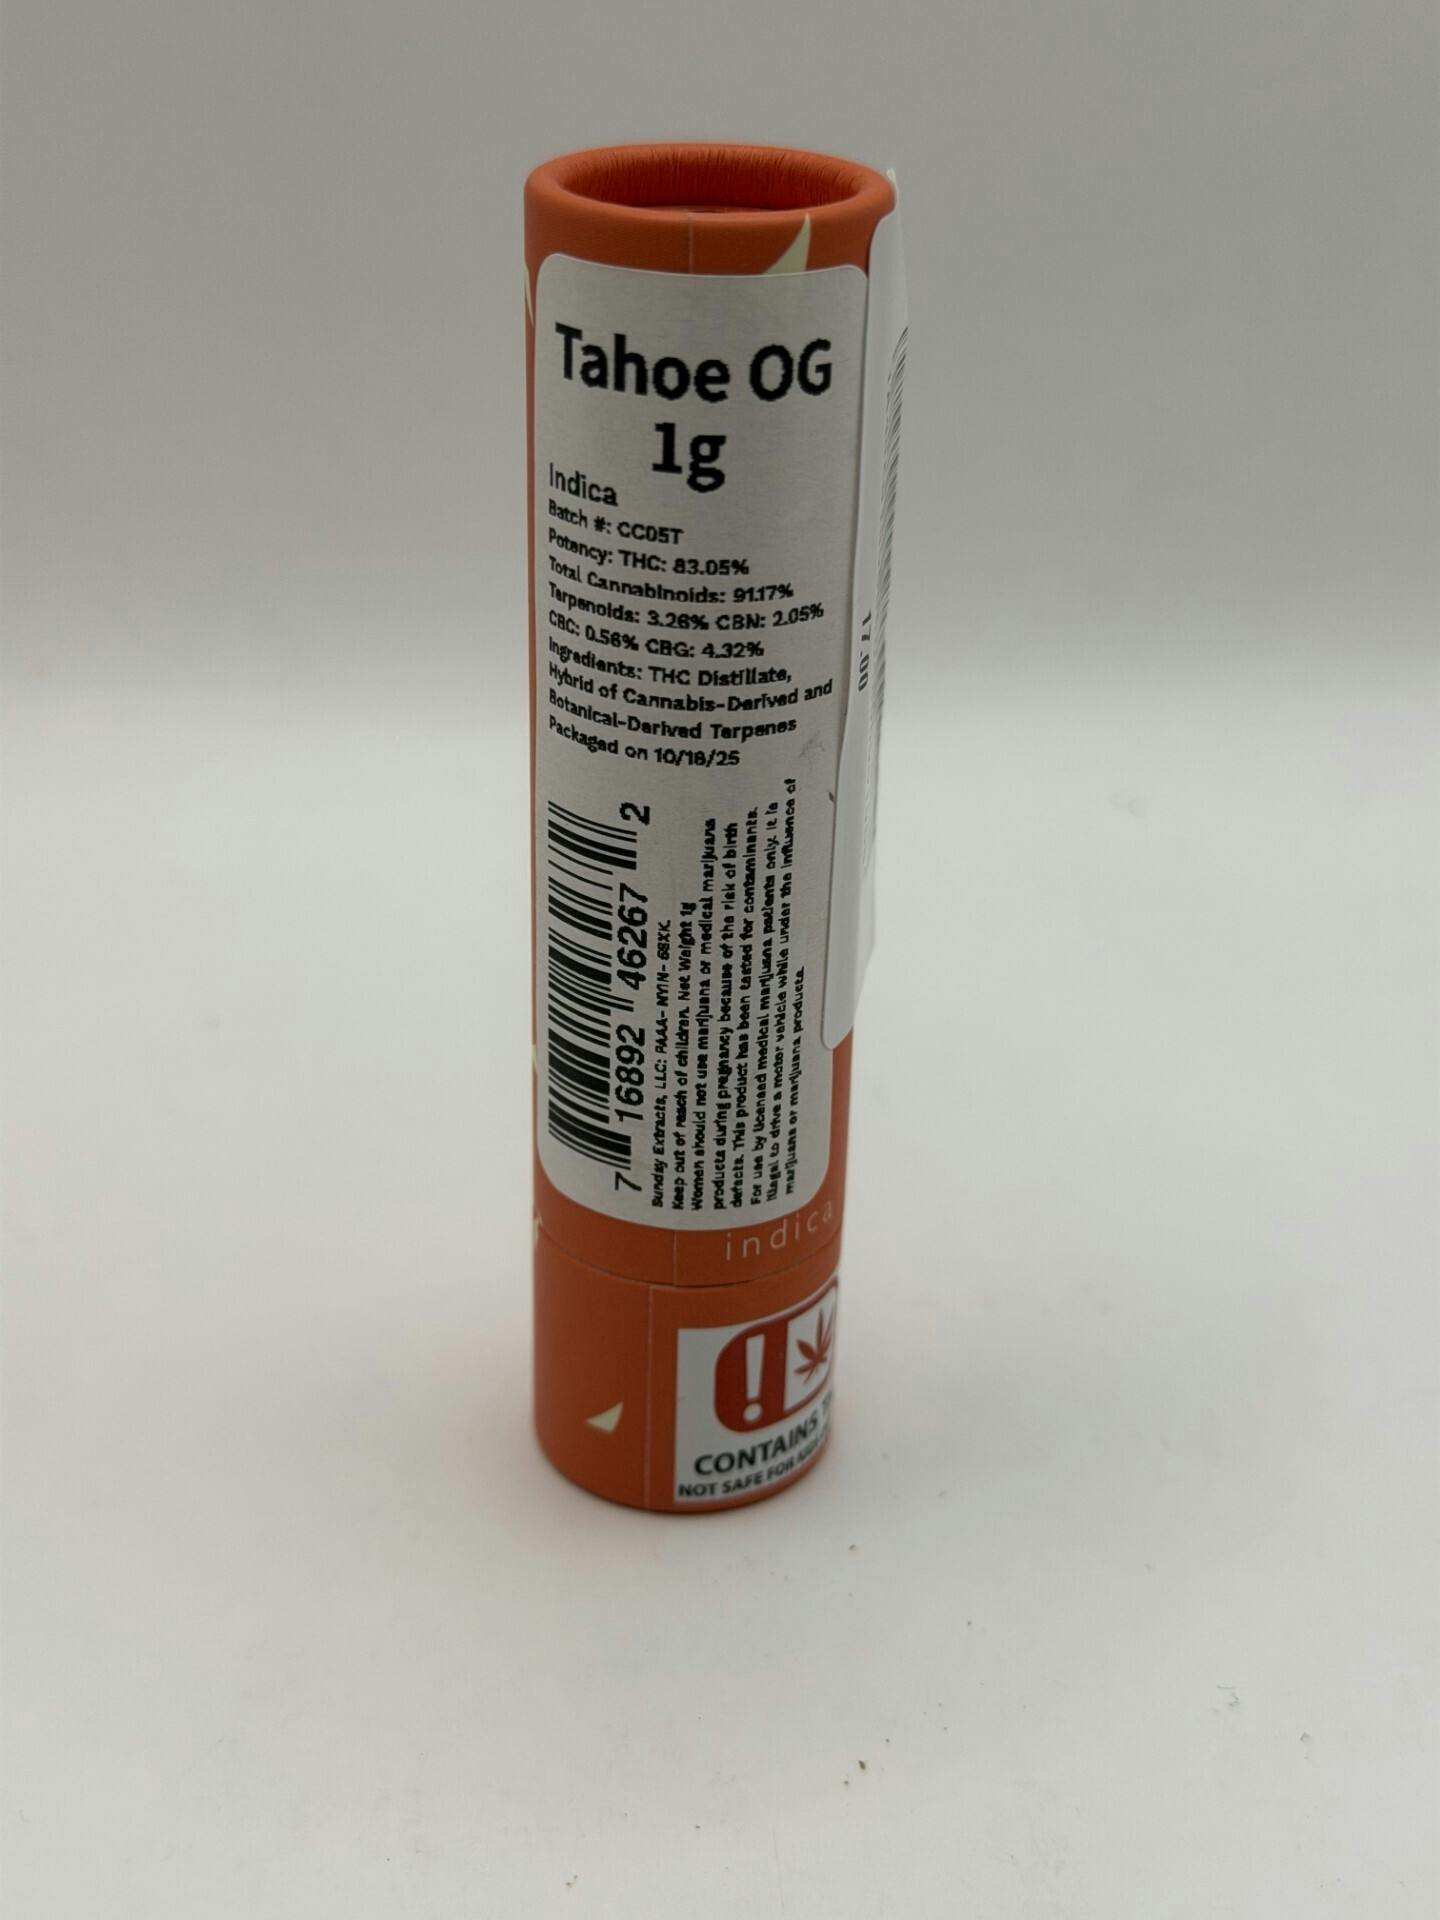 Tahoe OG
1g
Indica
Batch #: CC05T
Potency: THC: 83.05%
Total Cannabinoids: 91.17%
Terpenoids: 3.26% CBN: 2.05%
CBC: 0.56% CBG: 4.32%
Ingredients: THC Distillate,
Hybrid of Cannabis-Derived and
Botanical-Derived Terpenes
Packaged on 10/18/25
7 16892 46267 2
Sunday Extracts, LLC: PAAA-NYIN-
Keep out of reach of children. Net Weight 1g
Women should not use marijuana or medical marijuana
products during pregnancy because of the risk of birth
defects. This product has been tested for contaminants.
For use by licensed medical marijuana patients only. It is
illegal to drive a motor vehicle while under the influence of
marijuana or marijuana products.
17.00
indica
!
CONTAINS
NOT SAFE FOR